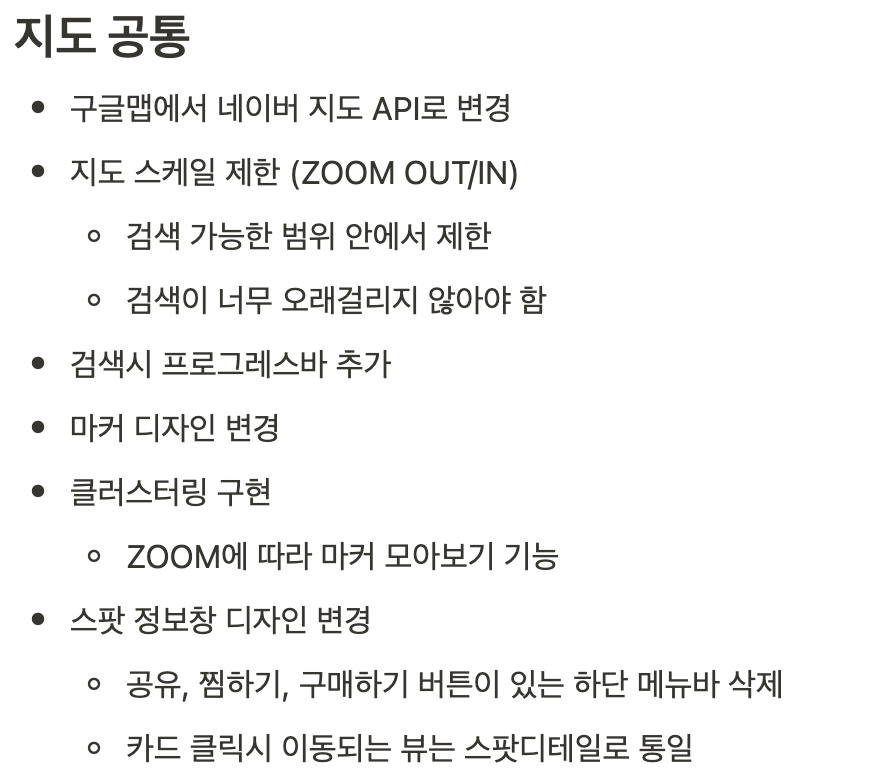 지도 공통
구글맵에서 네이버 지도 API로 변경
지도 스케일 제한 (ZOOM OUT/IN)
검색 가능한 범위 안에서 제한
검색이 너무 오래걸리지 않아야 함
검색시 프로그레스바 추가
마커 디자인 변경
클러스터링 구현
ZOOM에 따라 마커 모아보기 기능
스팟 정보창 디자인 변경
공유, 찜하기, 구매하기 버튼이 있는 하단 메뉴바 삭제
카드 클릭시 이동되는 뷰는 스팟디테일로 통일